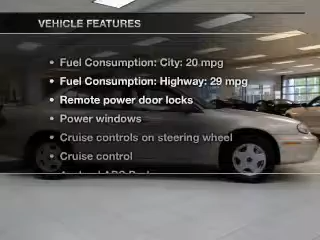 VEHICLE FEATURES
• Fuel Consumption: City: 20 mpg
• Fuel Consumption: Highway: 29 mpg
• Remote power door locks
• Power windows
• Cruise controls on steering wheel
• Cruise control